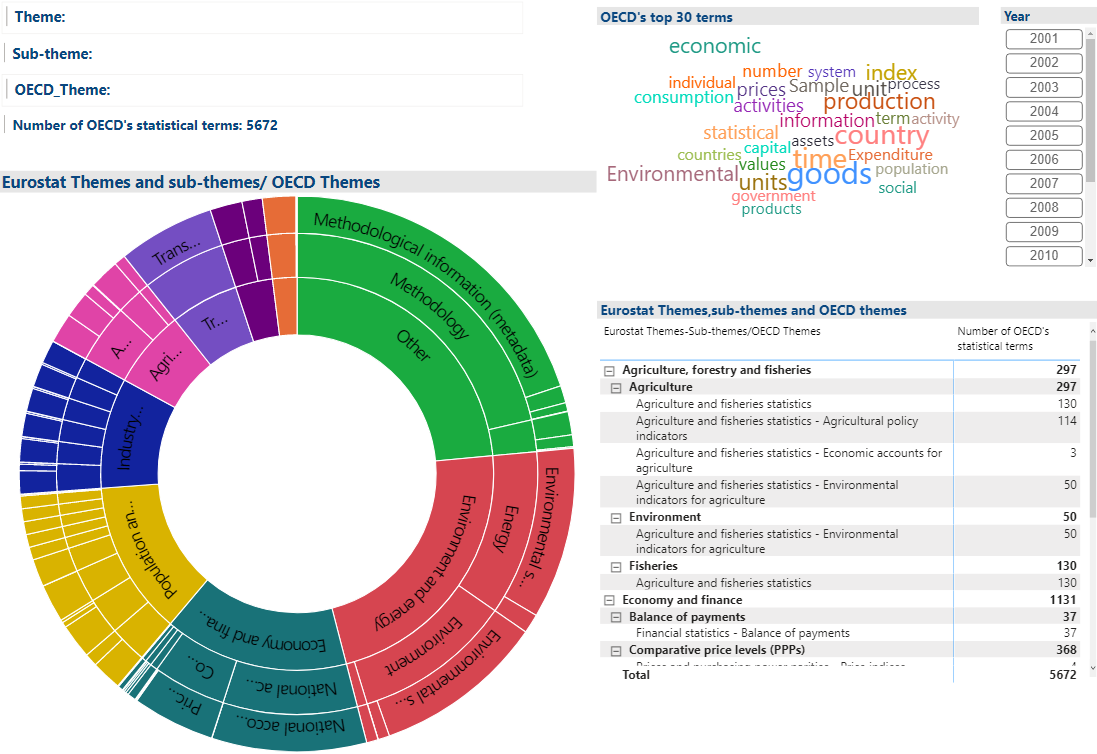 Theme:
Sub-theme:
OECD_Theme:
Number of OECD's statistical terms: 5672
Eurostat Themes and sub-themes/ OECD Themes
Methodological information (metadata)
Methodology
Other
Environmental s...
Energy
Environment and energy
Environment
Environmental s...
Economy and fina...
National ac...
National acco...
Co...
Pric...
Population an...
Industry...
Agri...
A...
Tr...
Trans...
OECD's top 30 terms
economic
number system index
individual prices Sample unit process
consumption activities production
information term activity
statistical assets country
countries capital time Expenditure
Environmental values goods population
units social
government
products
Year
2001
2002
2003
2004
2005
2006
2007
2008
2009
2010
Eurostat Themes,sub-themes and OECD themes
Eurostat Themes-Sub-themes/OECD Themes Number of OECD's
statistical terms
Agriculture, forestry and fisheries 297
Agriculture 297
Agriculture and fisheries statistics 130
Agriculture and fisheries statistics - Agricultural policy 114
indicators
Agriculture and fisheries statistics - Economic accounts for 3
agriculture
Agriculture and fisheries statistics - Environmental 50
indicators for agriculture
Environment 50
Agriculture and fisheries statistics - Environmental 50
indicators for agriculture
Fisheries 130
Agriculture and fisheries statistics 130
Economy and finance 1131
Balance of payments 37
Financial statistics - Balance of payments 37
Comparative price levels (PPPs) 368
Prices and purchasing power parities - Price indices 4
Total 5672